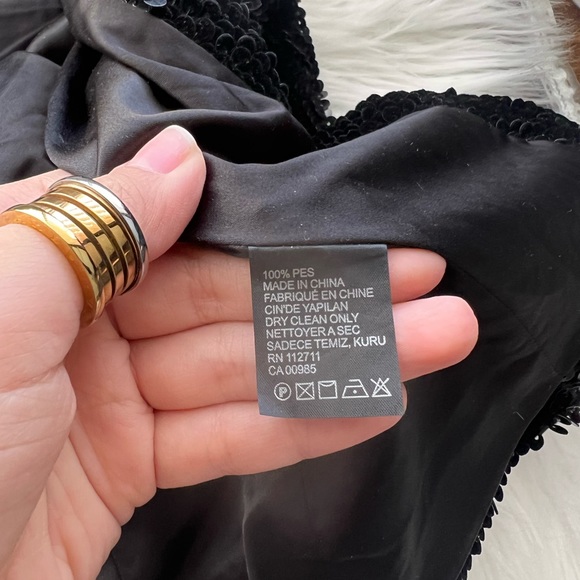 100% PES
MADE IN CHINA
FABRIQUÉ EN CHINE
CIN'DE YAPILAN
DRY CLEAN ONLY
NETTOYER A SEC
SADECE TEMIZ, KURU
RN 112711
CA 00985
P